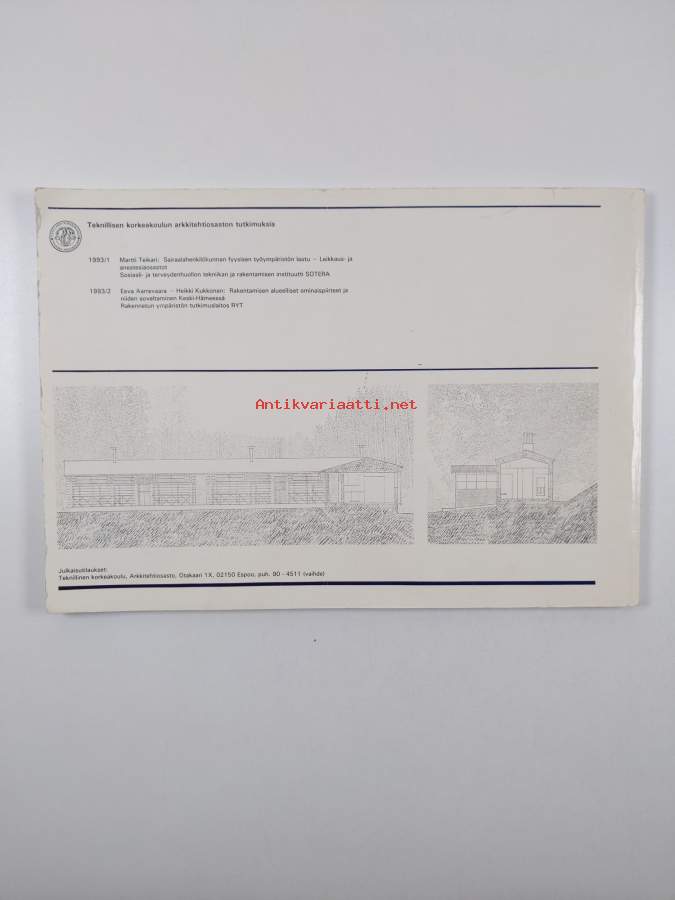 Teknillisen korkeakoulun arkkitehtiosaston tutkimuksia
1993/1 Martti Teikari: Sairaalahenkilökunnan fyysisen työympäristön laatu – Leikkaus- ja
anestesiaosastot
Sosiaali- ja terveydenhuollon tekniikan ja rakentamisen instituutti SOTERA.
1993/2 Eeva Aarrevaara – Heikki Kukkonen: Rakentamisen alueelliset ominaispiirteet ja
niiden soveltaminen Keski-Hämeessä
Rakennetun ympäristön tutkimuslaitos RYT.
Antikvariaatti.net
Julkaisutilaukset:
Teknillinen korkeakoulu, Arkkitehtiosasto, Otakaari 1X, 02150 Espoo, puh. 90 - 4511 (vaihde)